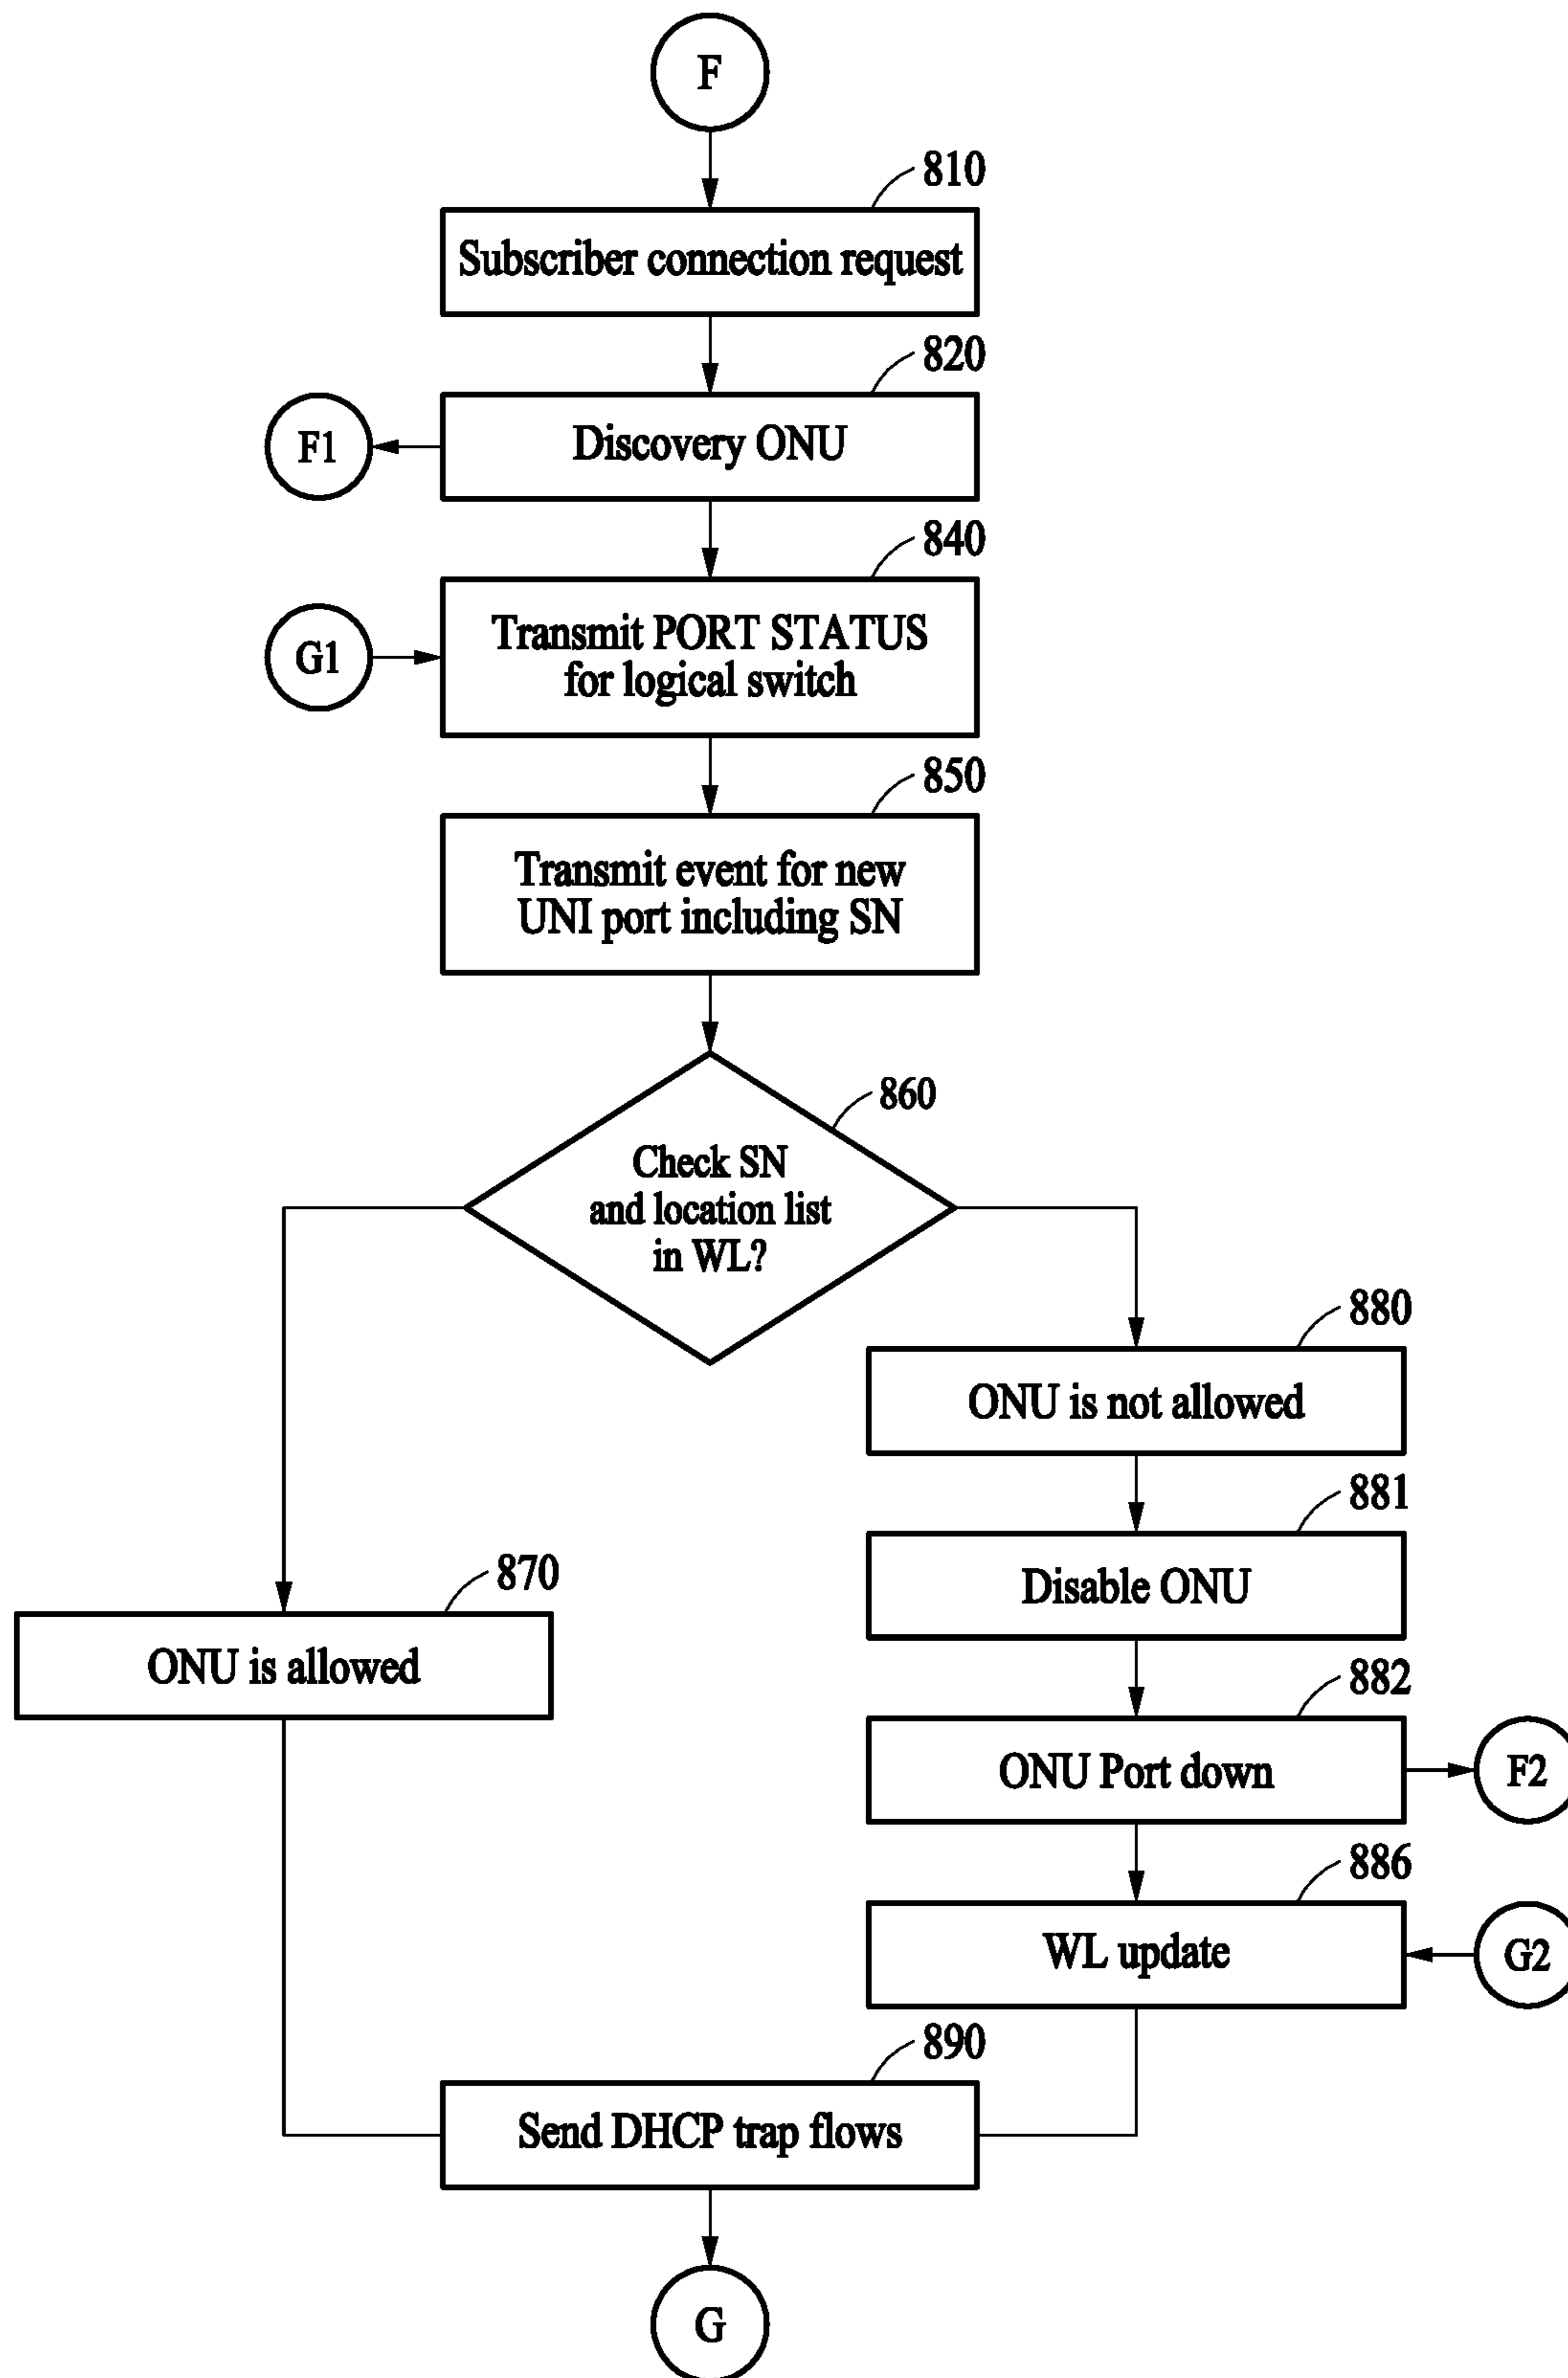 F
810
Subscriber connection request
820
Discovery ONU
F1
840
Transmit PORT STATUS
for logical switch
G1
850
Transmit event for new
UNI port including SN
860
Check SN
and location list
in WL?
880
ONU is not allowed
881
Disable ONU
870
ONU is allowed
882
ONU Port down
F2
886
WL update
G2
890
Send DHCP trap flows
G